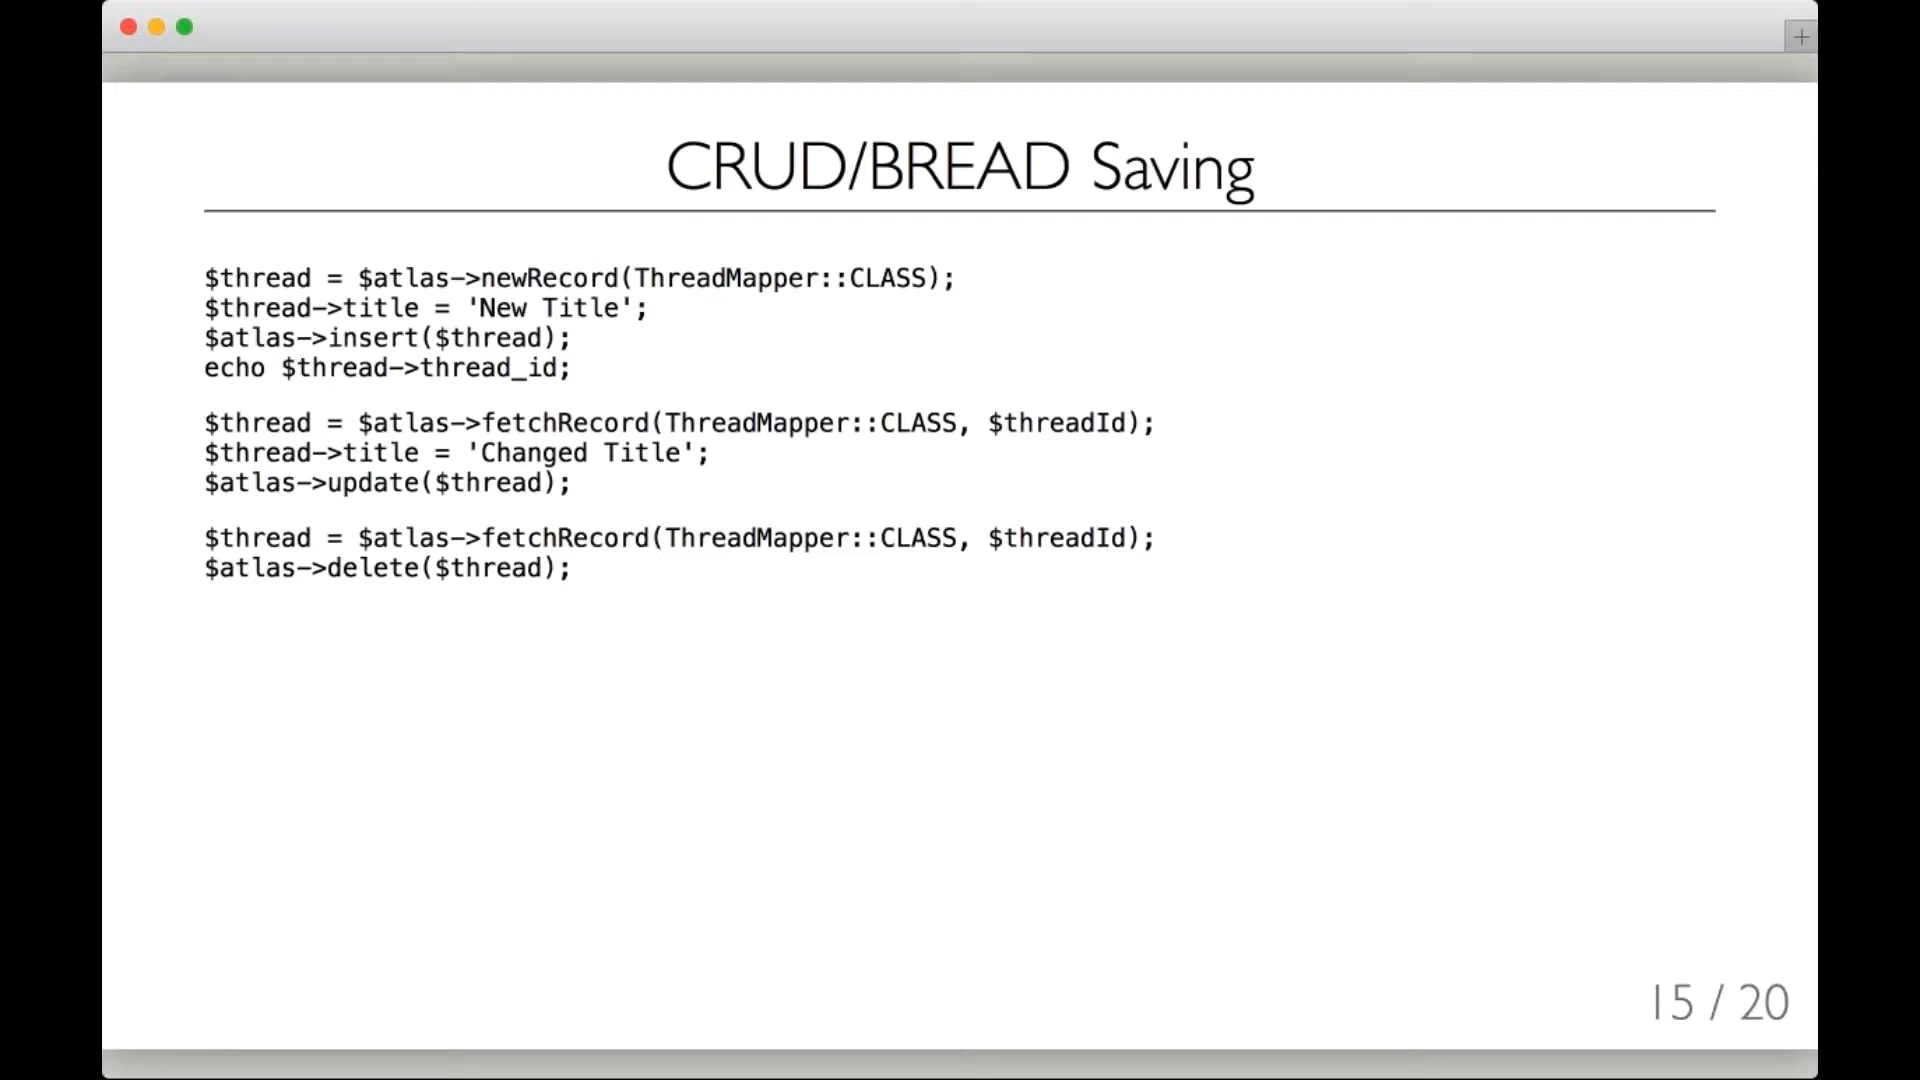 CRUD/BREAD Saving
$thread = $atlas->newRecord(ThreadMapper::CLASS);
$thread->title = 'New Title';
$atlas->insert($thread);
echo $thread->thread_id;
$thread = $atlas->fetchRecord(ThreadMapper::CLASS, $threadId);
$thread->title = 'Changed Title';
$atlas->update($thread);
$thread = $atlas->fetchRecord(ThreadMapper::CLASS, $threadId);
$atlas->delete($thread);
15 / 20